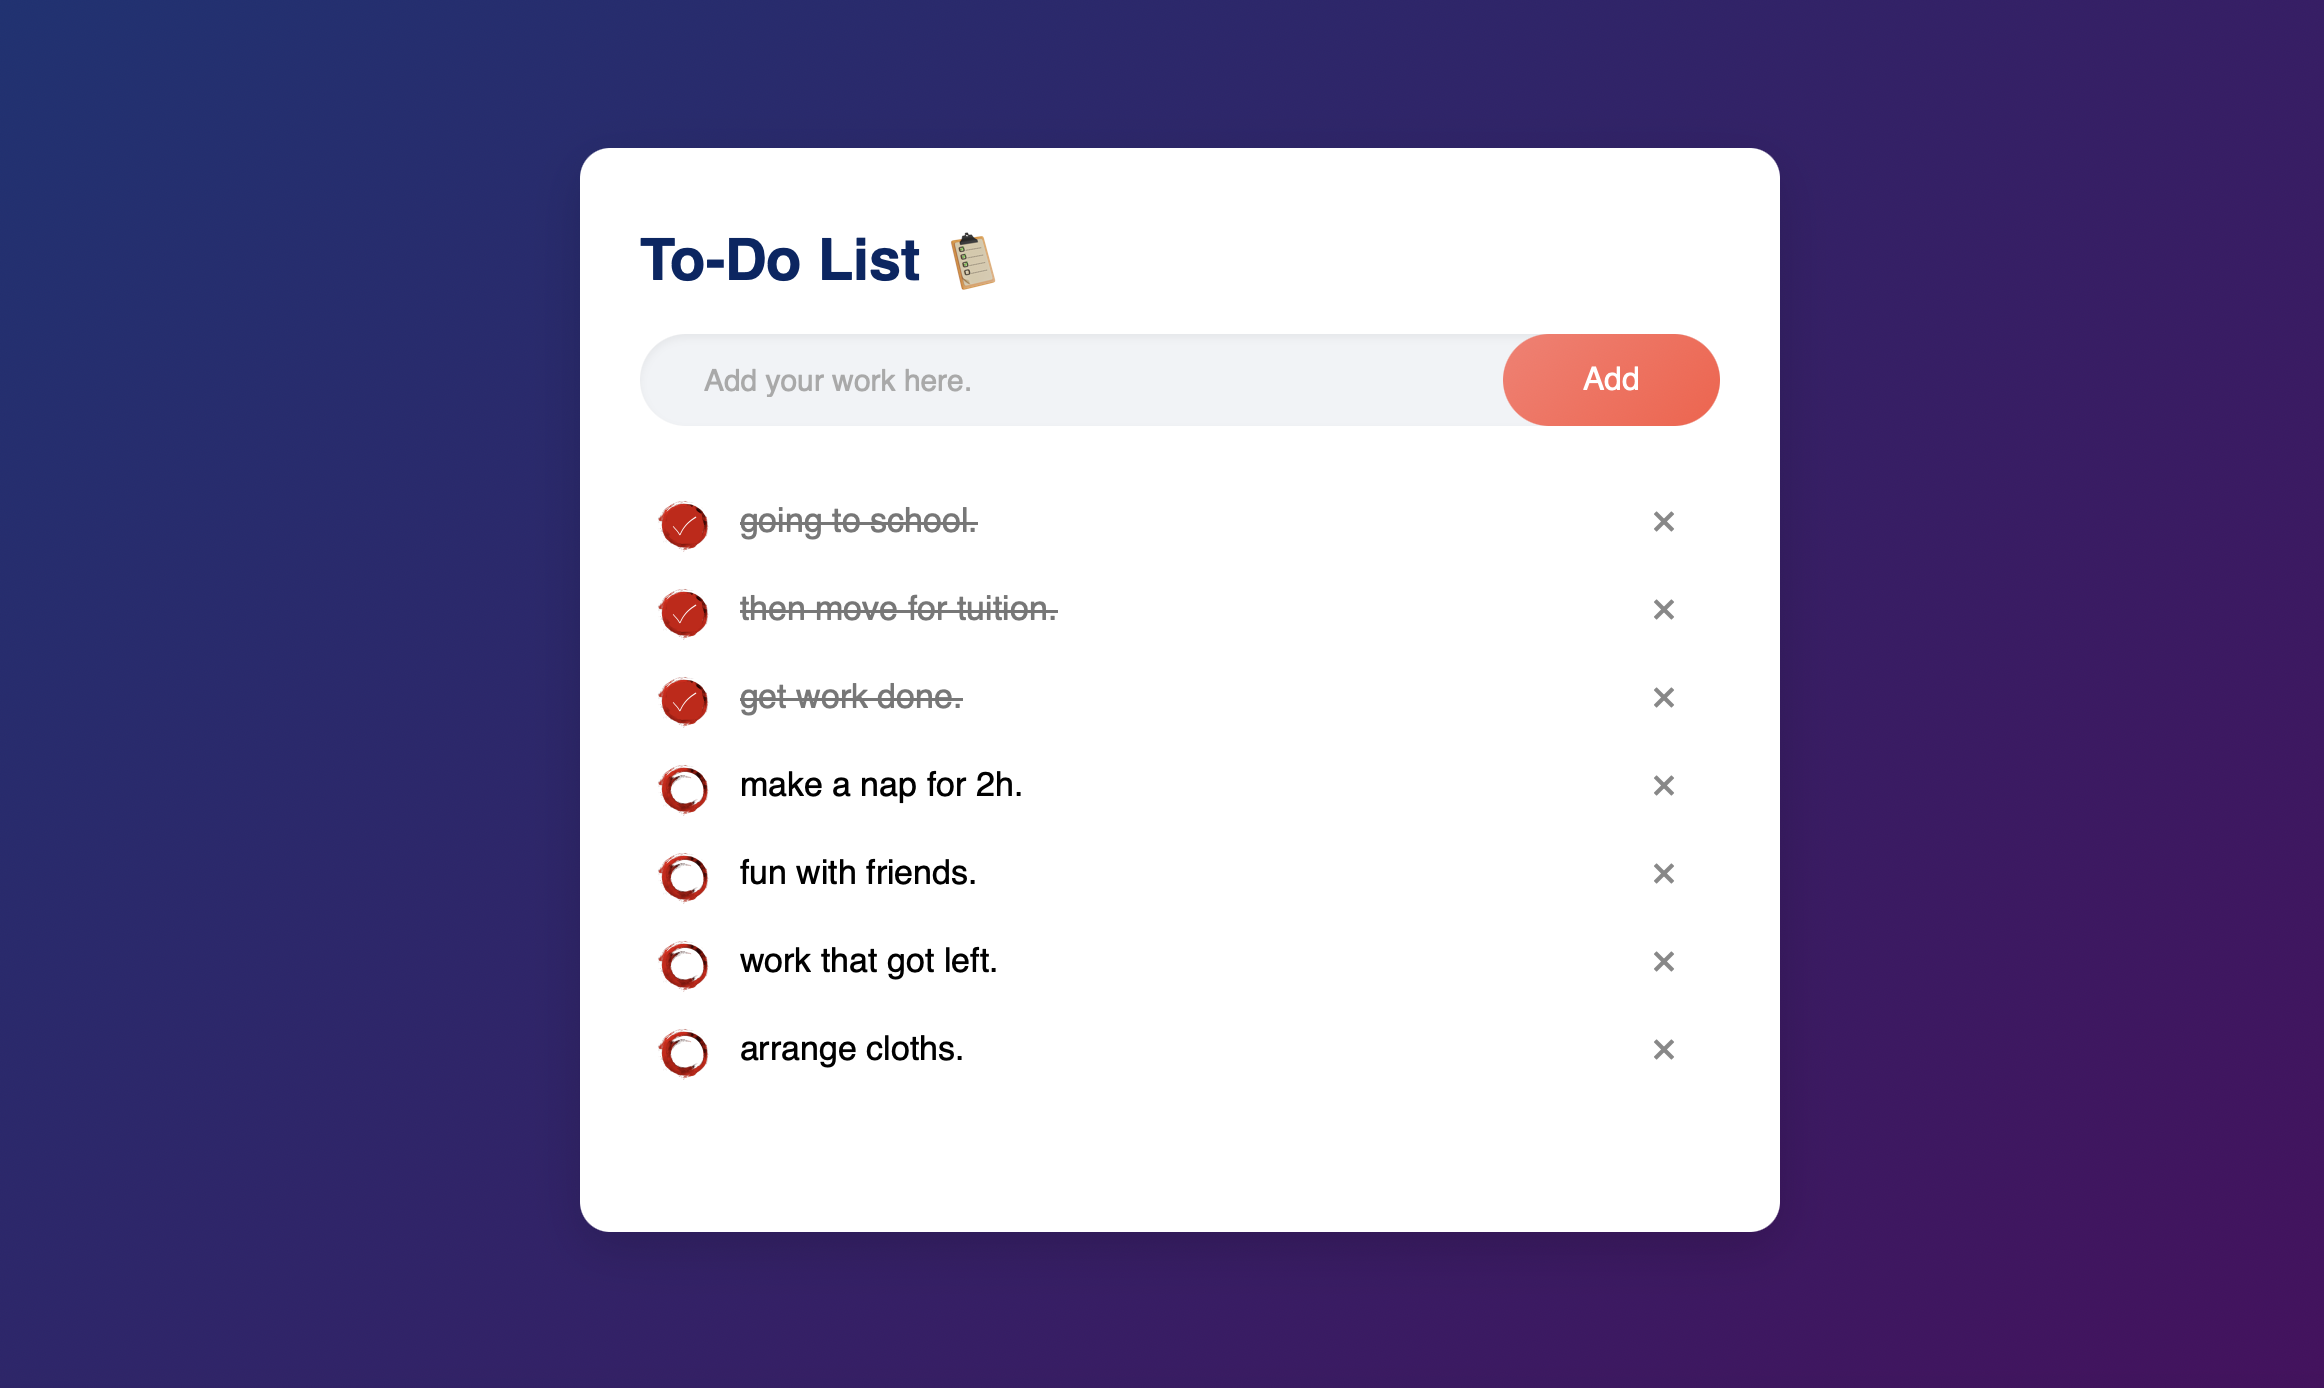 To-Do List
Add your work here.
Add
going to school.
then move for tuition.
get work done.
make a nap for 2h.
fun with friends.
work that got left.
arrange cloths.